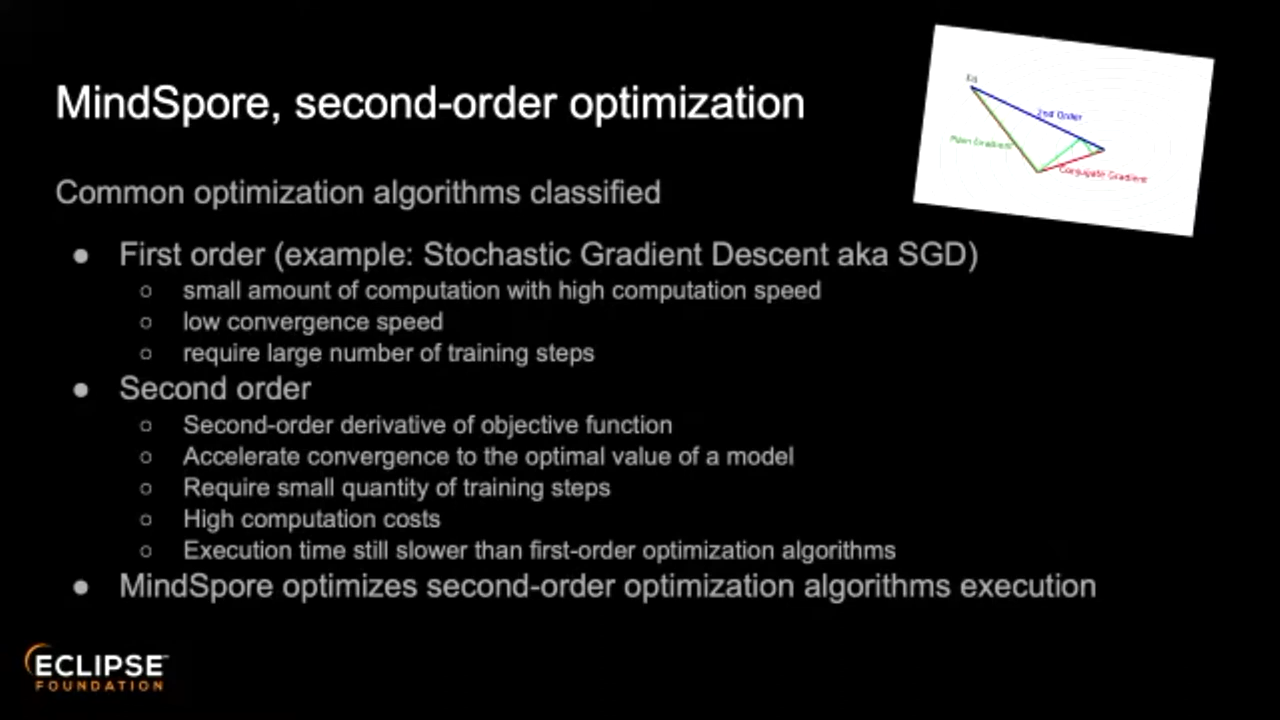 MindSpore, second-order optimization
Common optimization algorithms classified
● First order (example: Stochastic Gradient Descent aka SGD)
○ small amount of computation with high computation speed
○ low convergence speed
○ require large number of training steps
● Second order
○ Second-order derivative of objective function
○ Accelerate convergence to the optimal value of a model
○ Require small quantity of training steps
○ High computation costs
○ Execution time still slower than first-order optimization algorithms
● MindSpore optimizes second-order optimization algorithms execution
2nd Order
Plain Gradient
Conjugate Gradient
ECLIPSE™
FOUNDATION